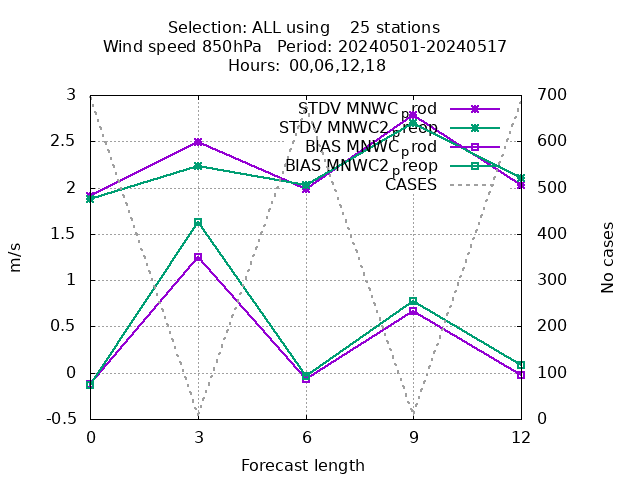 Selection: ALL using 25 stations
Wind speed 850hPa Period: 20240501-20240517
Hours: 00,06,12,18
3
2.5
2
1.5
1
0.5
0
-0.5
700
600
500
400
300
200
100
0
STDV MNWC_prod
STDV MNWC2_preop
BIAS MNWC_prod
BIAS MNWC2_preop
CASES
m/s
No cases
0 3 6 9 12
Forecast length